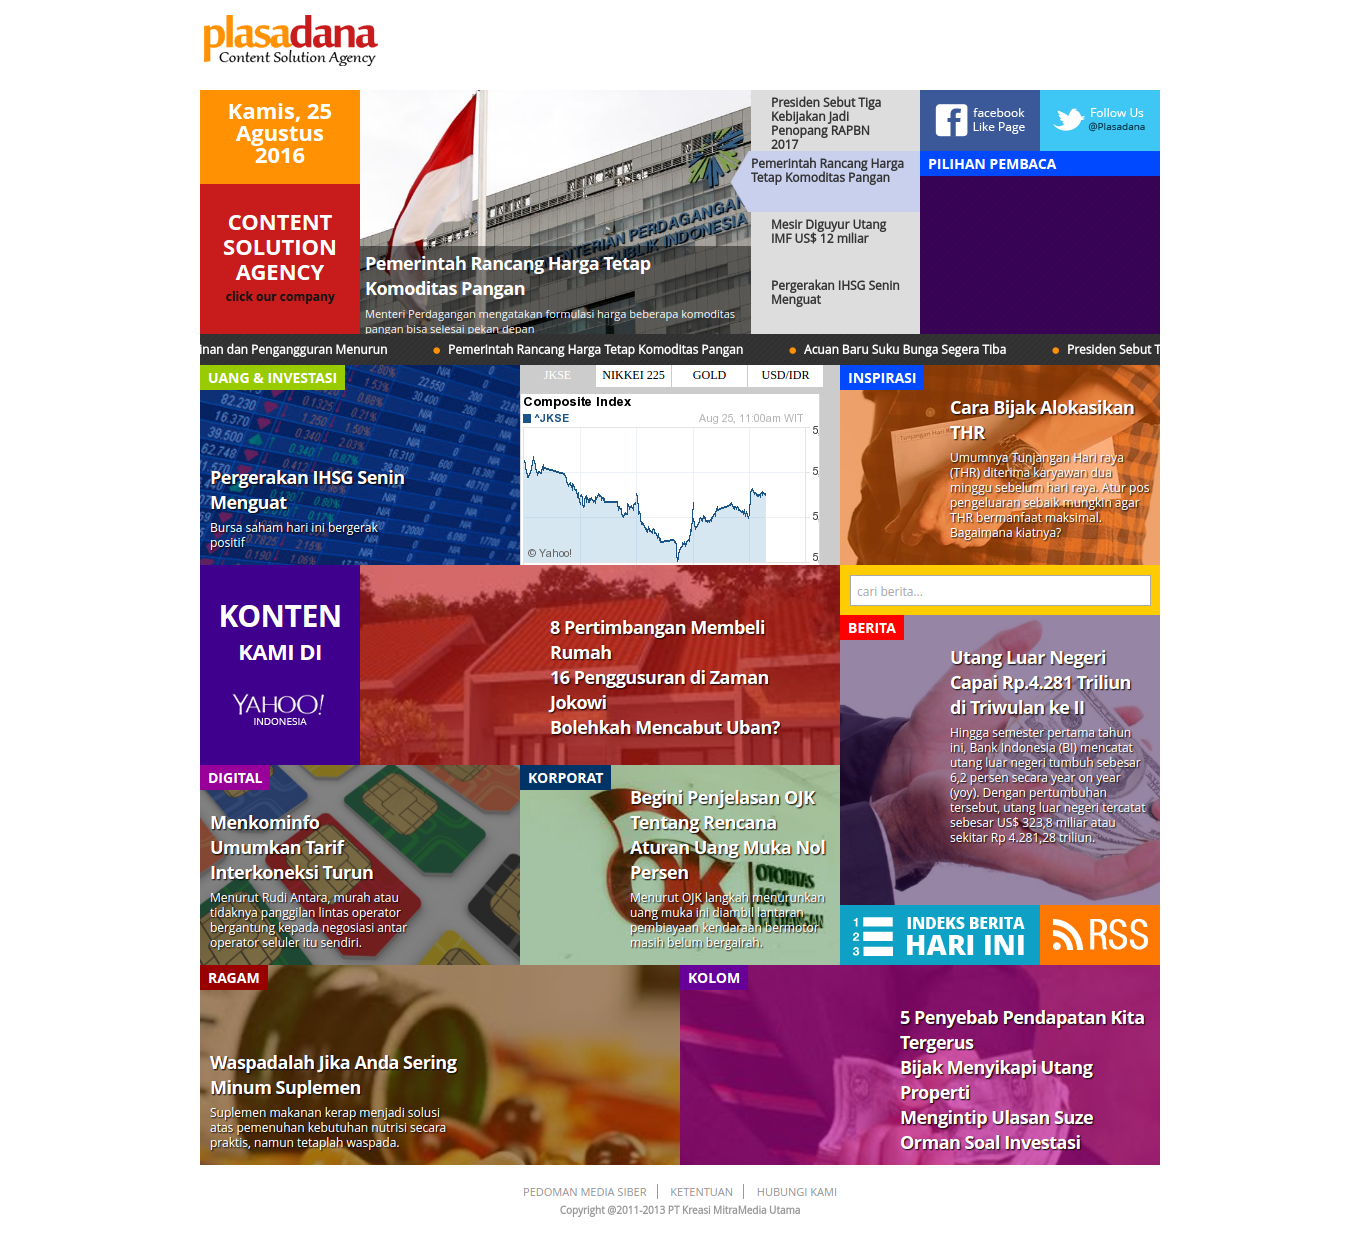 plasadana
Content Solution Agency
Kamis, 25
Agustus
2016
CONTENT
SOLUTION
AGENCY
click our company
KEMENTERIAN PERDAGANGAN
REPUBLIK INDONESIA
Pemerintah Rancang Harga Tetap
Komoditas Pangan
Menteri Perdagangan mengatakan formulasi harga beberapa komoditas
pangan bisa selesai pekan depan
Presiden Sebut Tiga
Kebijakan Jadi
Penopang RAPBN
2017
Pemerintah Rancang Harga
Tetap Komoditas Pangan
Mesir Diguyur Utang
IMF US$ 12 miliar
Pergerakan IHSG Senin
Menguat
facebook
Like Page
Follow Us
@Plasadana
PILIHAN PEMBACA
inan dan Pengangguran Menurun
Pemerintah Rancang Harga Tetap Komoditas Pangan
Acuan Baru Suku Bunga Segera Tiba
Presiden Sebut T
UANG & INVESTASI
Pergerakan IHSG Senin
Menguat
Bursa saham hari ini bergerak
positif
JKSE
NIKKEI 225
GOLD
USD/IDR
Composite Index
^JKSE
Aug 25, 11:00am WIT
5
5
5
5
© Yahoo!
INSPIRASI
Cara Bijak Alokasikan
THR
Umumnya Tunjangan Hari raya
(THR) diterima karyawan dua
minggu sebelum hari raya. Atur pos
pengeluaran sebaik mungkin agar
THR bermanfaat maksimal.
Bagaimana kiatnya?
KONTEN
KAMI DI
YAHOO!
INDONESIA
8 Pertimbangan Membeli
Rumah
16 Penggusuran di Zaman
Jokowi
Bolehkah Mencabut Uban?
cari berita...
BERITA
Utang Luar Negeri
Capai Rp.4.281 Triliun
di Triwulan ke II
Hingga semester pertama tahun
ini, Bank Indonesia (BI) mencatat
utang luar negeri tumbuh sebesar
6,2 persen secara year on year
(yoy). Dengan pertumbuhan
tersebut, utang luar negeri tercatat
sebesar US$ 323,8 miliar atau
sekitar Rp 4.281,28 triliun.
DIGITAL
Menkominfo
Umumkan Tarif
Interkoneksi Turun
Menurut Rudi Antara, murah atau
tidaknya panggilan lintas operator
bergantung kepada negosiasi antar
operator seluler itu sendiri.
KORPORAT
Begini Penjelasan OJK
Tentang Rencana
Aturan Uang Muka Nol
Persen
Menurut OJK langkah menurunkan
uang muka ini diambil lantaran
pembiayaan kendaraan bermotor
masih belum bergairah.
1 2 3
INDEKS BERITA
HARI INI
RSS
RAGAM
Waspadalah Jika Anda Sering
Minum Suplemen
Suplemen makanan kerap menjadi solusi
atas pemenuhan kebutuhan nutrisi secara
praktis, namun tetaplah waspada.
KOLOM
5 Penyebab Pendapatan Kita
Tergerus
Bijak Menyikapi Utang
Properti
Mengintip Ulasan Suze
Orman Soal Investasi
PEDOMAN MEDIA SIBER
KETENTUAN
HUBUNGI KAMI
Copyright @2011-2013 PT Kreasi MitraMedia Utama